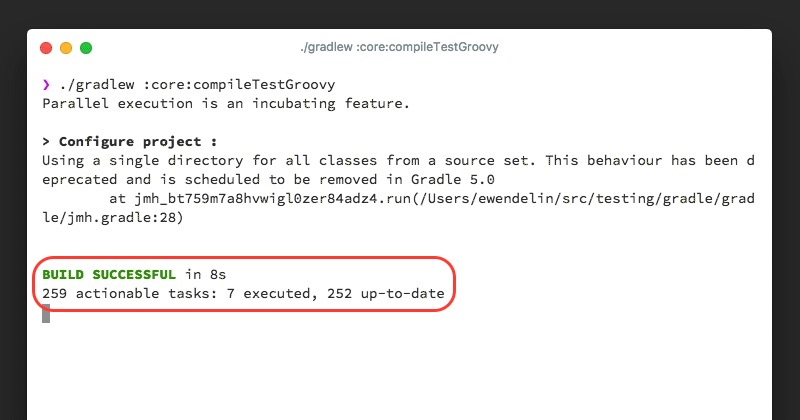 ./gradlew :core:compileTestGroovy
❯ ./gradlew :core:compileTestGroovy
Parallel execution is an incubating feature.
> Configure project :
Using a single directory for all classes from a source set. This behaviour has been d
eprecated and is scheduled to be removed in Gradle 5.0
at jmh_bt759m7a8hvwigl0zer84adz4.run(/Users/ewendelin/src/testing/gradle/grad
le/jmh.gradle:28)
BUILD SUCCESSFUL in 8s
259 actionable tasks: 7 executed, 252 up-to-date